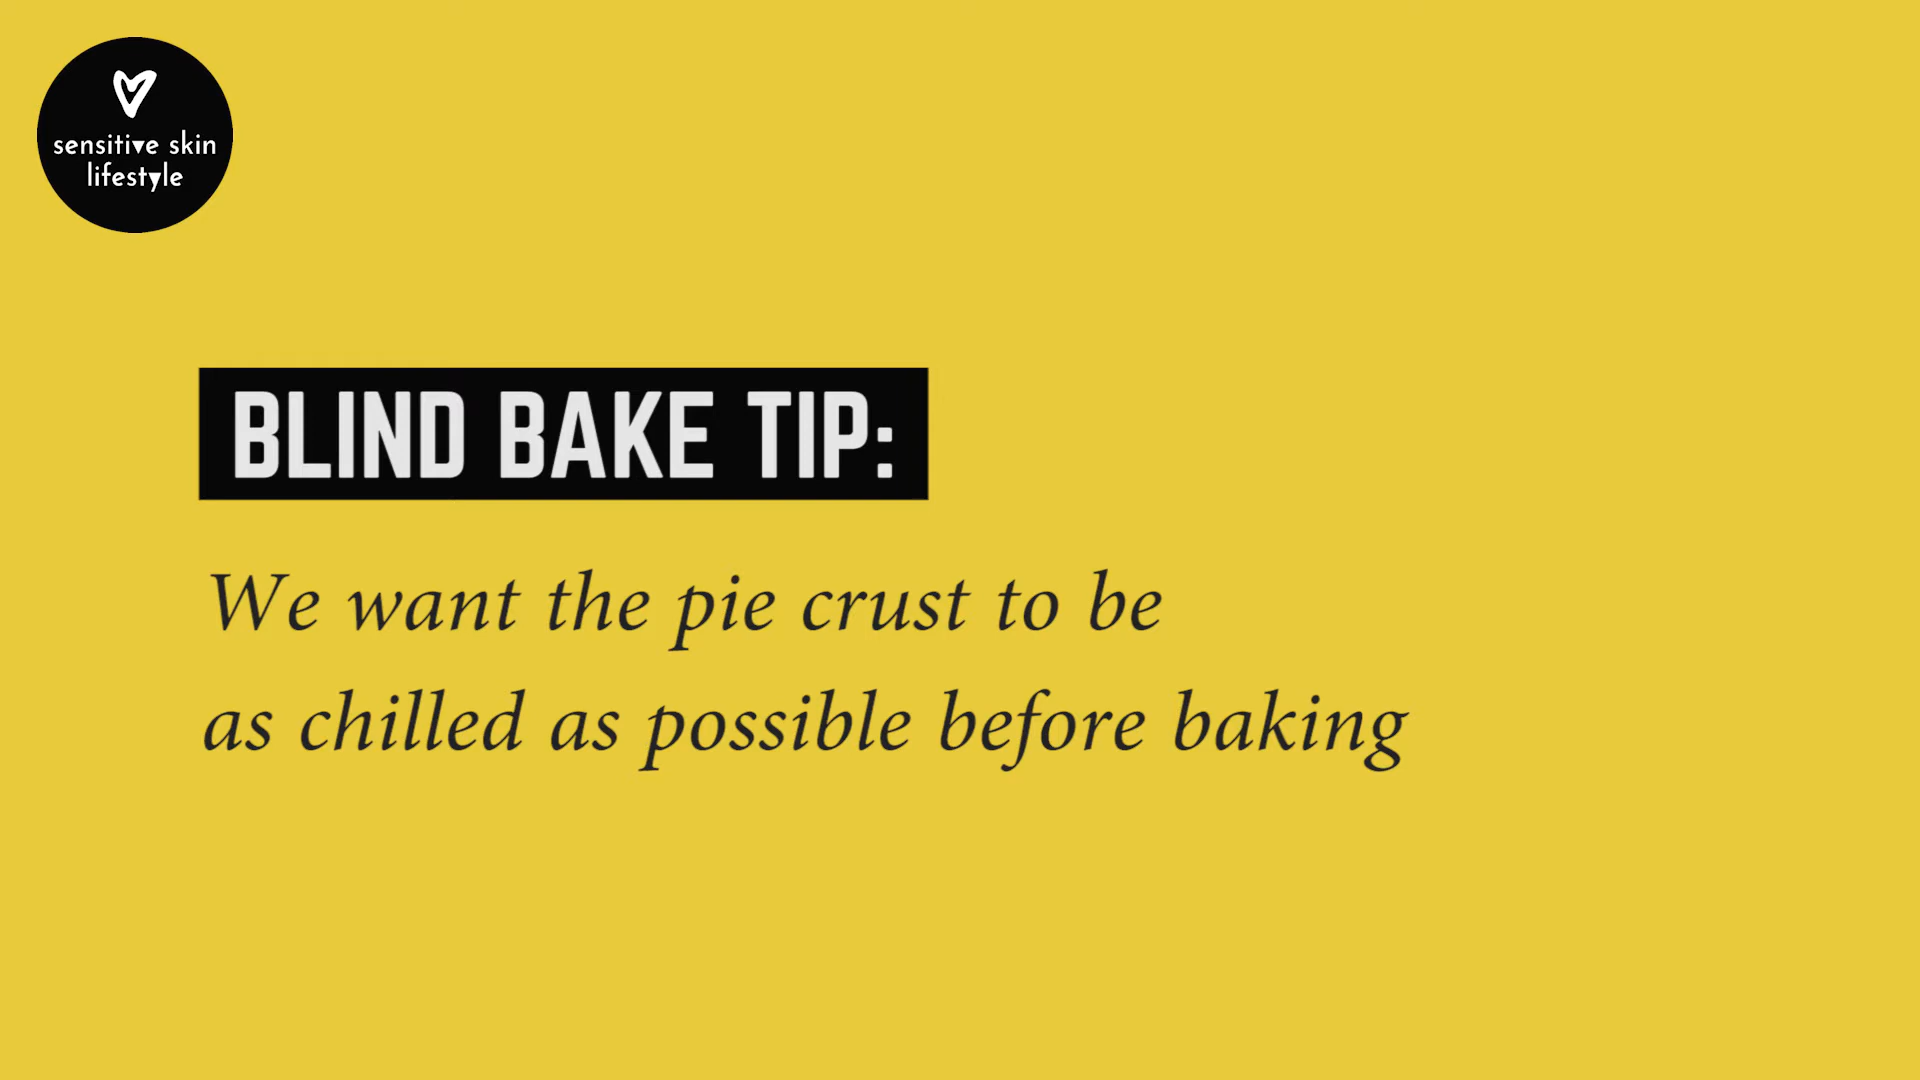 sensitive skin
lifestyle
BLIND BAKE TIP:
We want the pie crust to be
as chilled as possible before baking